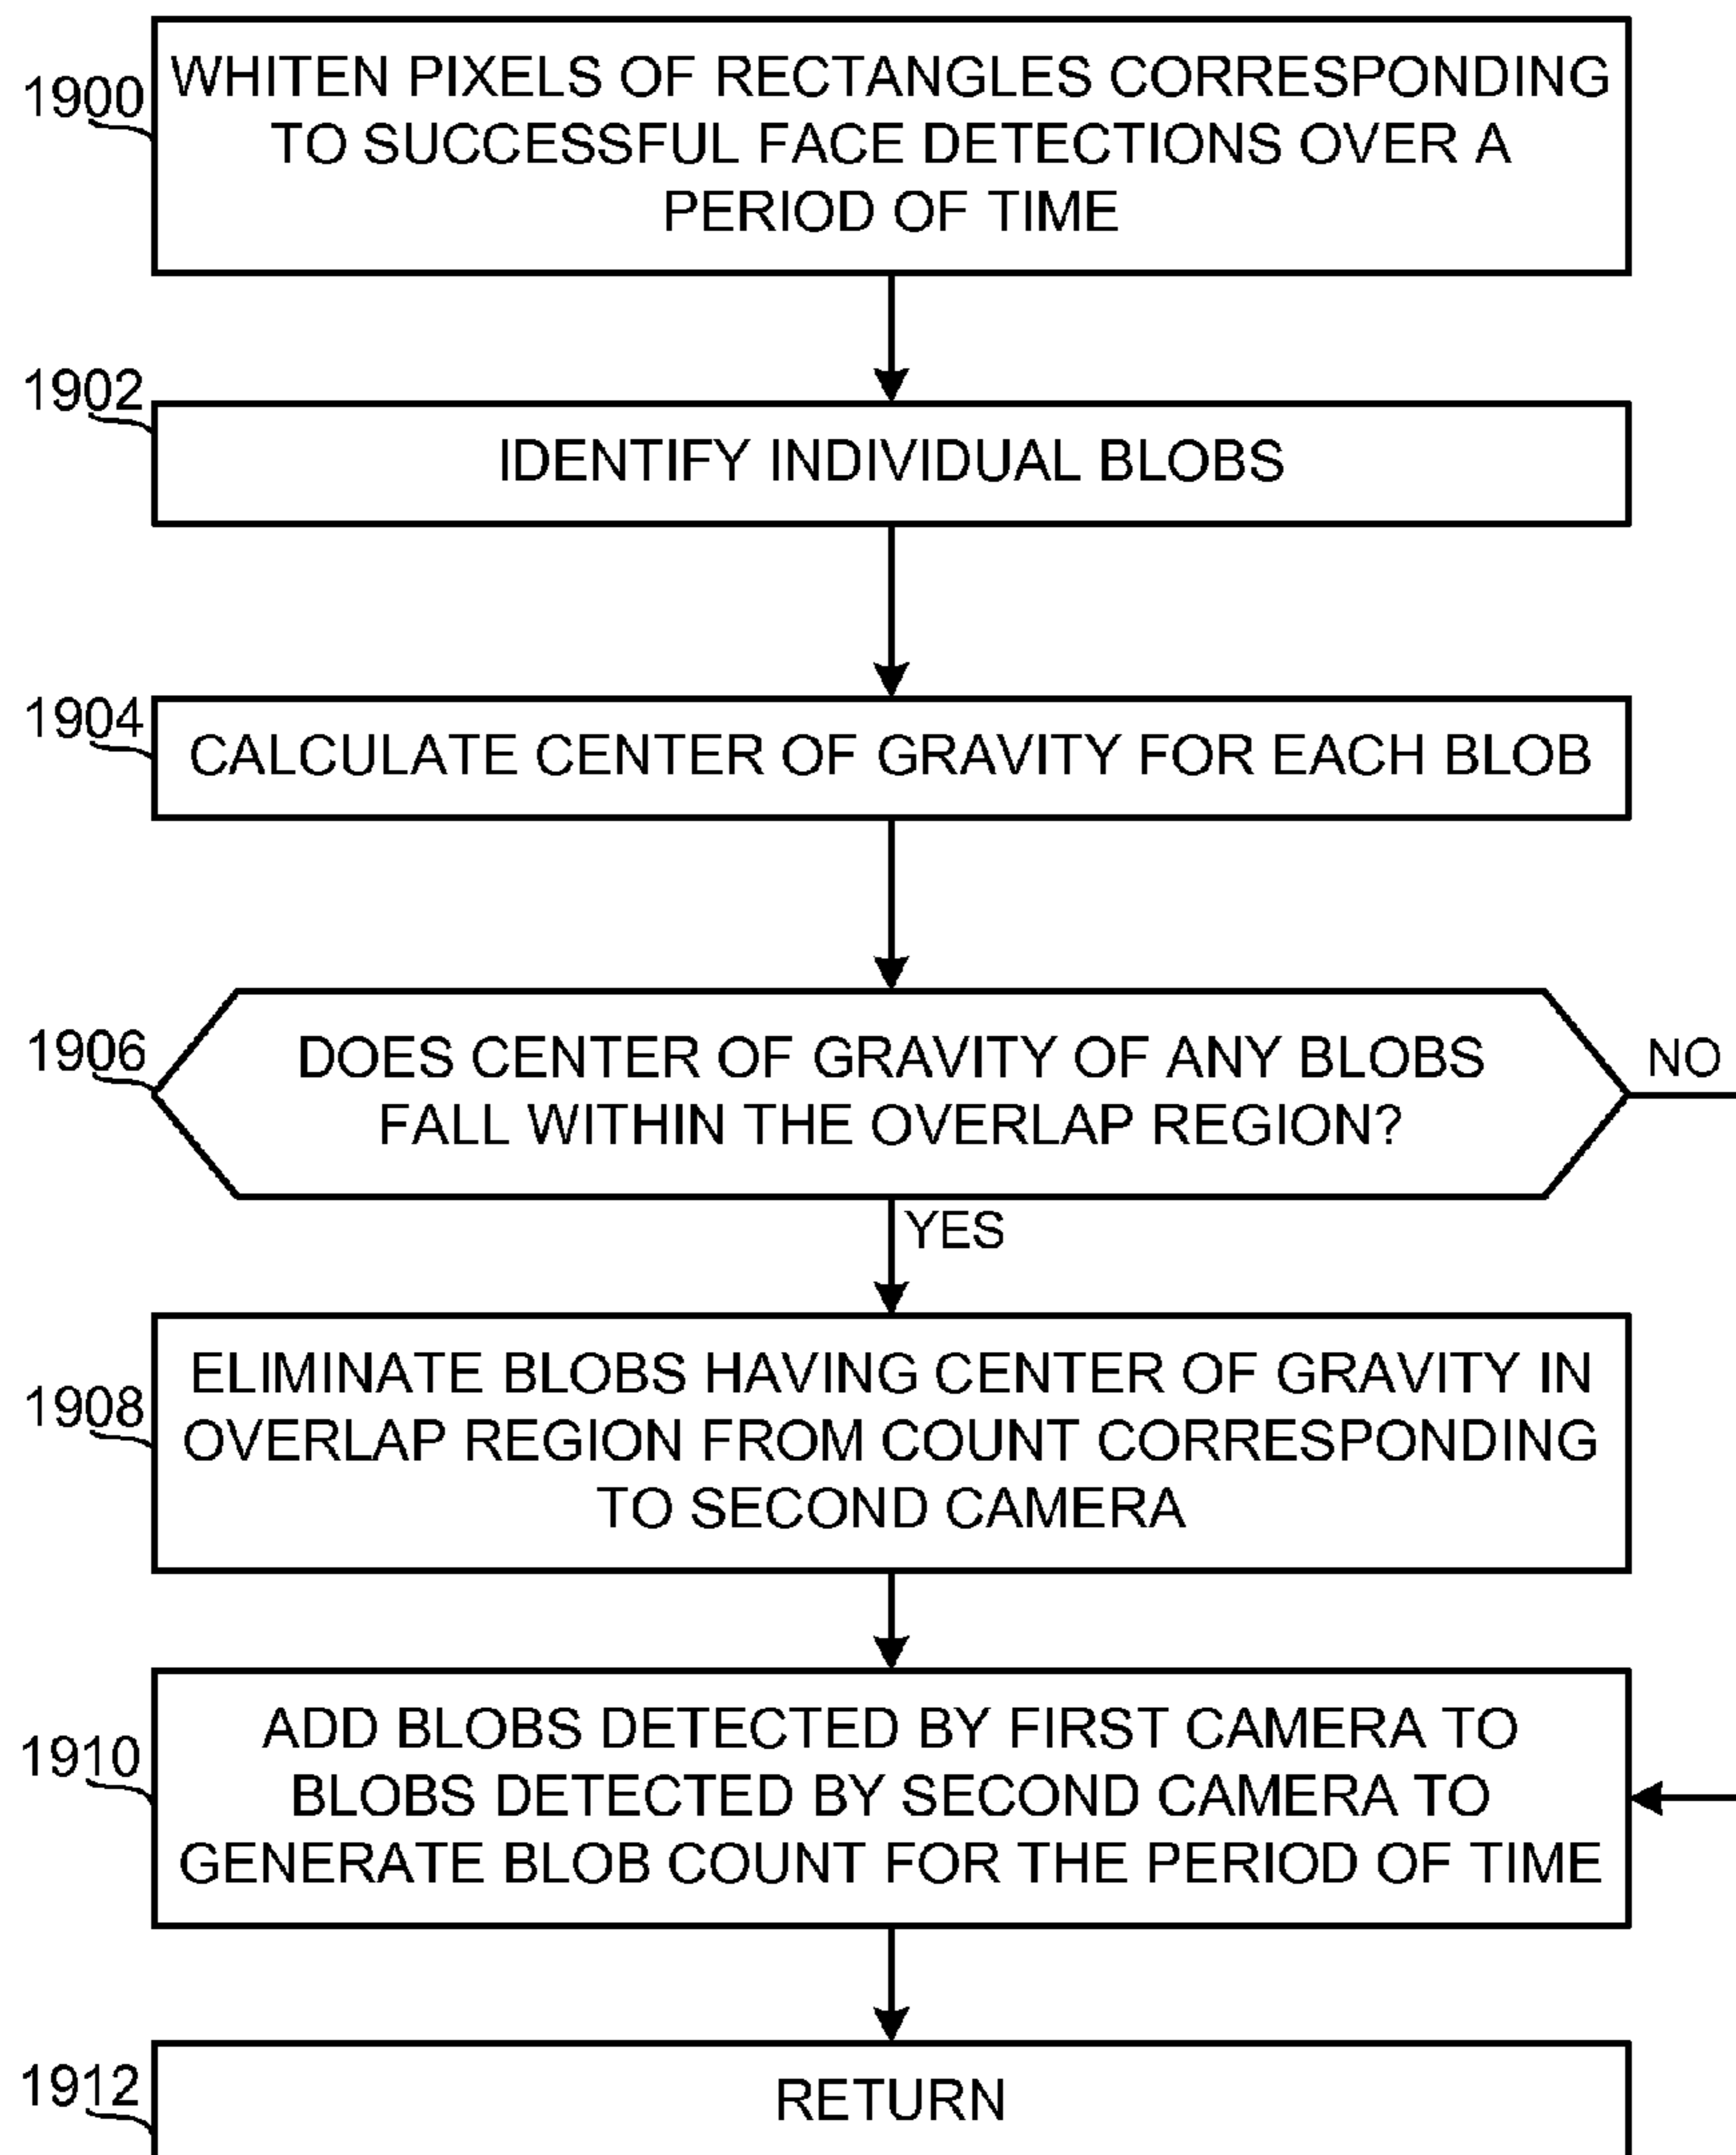 1900
WHITEN PIXELS OF RECTANGLES CORRESPONDING
TO SUCCESSFUL FACE DETECTIONS OVER A
PERIOD OF TIME
1902
IDENTIFY INDIVIDUAL BLOBS
1904
CALCULATE CENTER OF GRAVITY FOR EACH BLOB
1906
DOES CENTER OF GRAVITY OF ANY BLOBS
FALL WITHIN THE OVERLAP REGION?
NO
YES
1908
ELIMINATE BLOBS HAVING CENTER OF GRAVITY IN
OVERLAP REGION FROM COUNT CORRESPONDING
TO SECOND CAMERA
1910
ADD BLOBS DETECTED BY FIRST CAMERA TO
BLOBS DETECTED BY SECOND CAMERA TO
GENERATE BLOB COUNT FOR THE PERIOD OF TIME
1912
RETURN